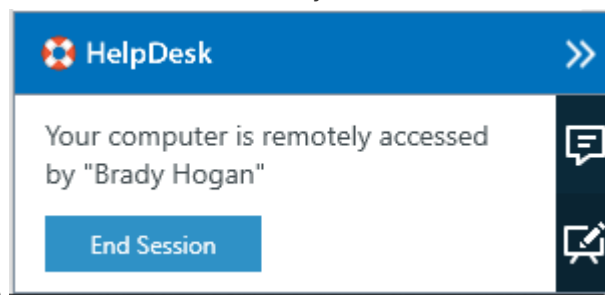 HelpDesk
Your computer is remotely accessed
by "Brady Hogan"
End Session